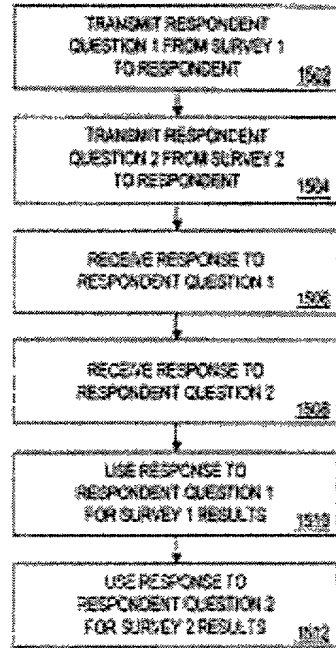 TRANSMIT RESPONDENT
QUESTION 1 FROM SURVEY 1
TO RESPONDENT
1502
TRANSMIT RESPONDENT
QUESTION 2 FROM SURVEY 2
TO RESPONDENT
1504
RECEIVE RESPONSE TO
RESPONDENT QUESTION 1
1506
RECEIVE RESPONSE TO
RESPONDENT QUESTION 2
1508
USE RESPONSE TO
RESPONDENT QUESTION 1
FOR SURVEY 1 RESULTS
1510
USE RESPONSE TO
RESPONDENT QUESTION 2
FOR SURVEY 2 RESULTS
1512